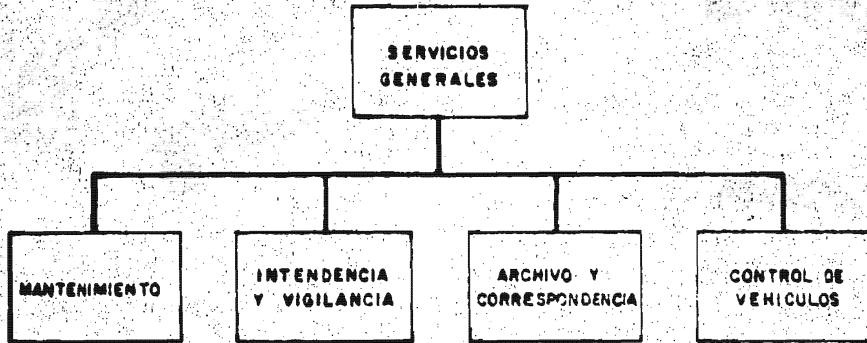 SERVICIOS
GENERALES
MANTENIMIENTO
INTENDENCIA
Y VIGILANCIA
ARCHIVO Y
CORRESPONDENCIA
CONTROL DE
VEHICULOS